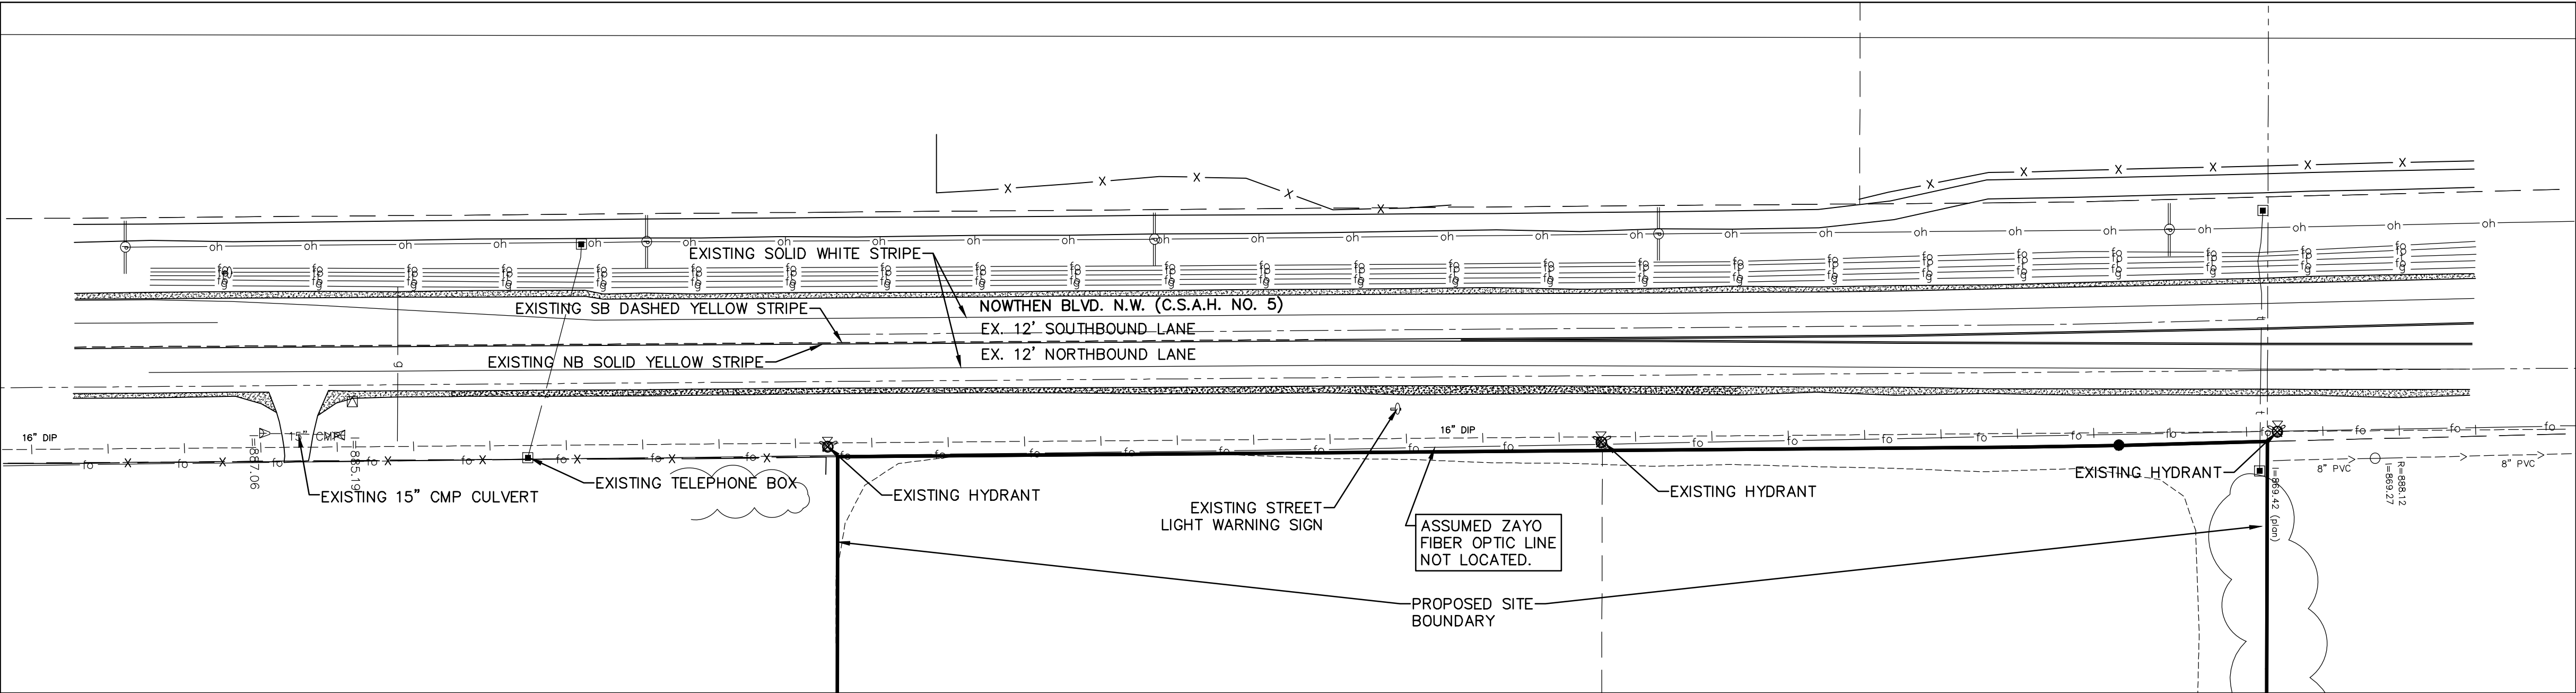 EXISTING SOLID WHITE STRIPE
NOWTHEN BLVD. N.W. (C.S.A.H. NO. 5)
EXISTING SB DASHED YELLOW STRIPE
EX. 12' SOUTHBOUND LANE
EX. 12' NORTHBOUND LANE
EXISTING NB SOLID YELLOW STRIPE
16" DIP
15" CMP
I=887.06
I=885.19
EXISTING 15" CMP CULVERT
EXISTING TELEPHONE BOX
EXISTING HYDRANT
16" DIP
EXISTING STREET
LIGHT WARNING SIGN
ASSUMED ZAYO
FIBER OPTIC LINE
NOT LOCATED.
EXISTING HYDRANT
EXISTING HYDRANT
I=869.42 (plan)
8" PVC
R=888.12
I=869.27
8" PVC
PROPOSED SITE
BOUNDARY